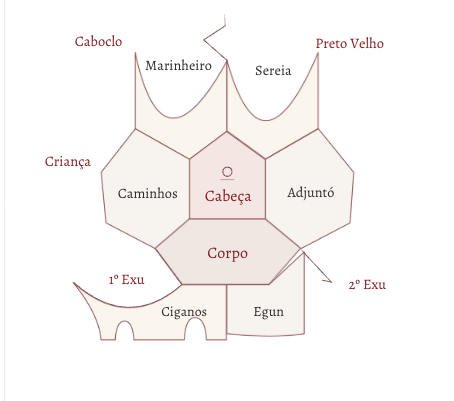 Caboclo
Preto Velho
Marinheiro
Sereia
Criança
Caminhos
Cabeça
Adjuntó
Corpo
1º Exu
2º Exu
Ciganos
Egun